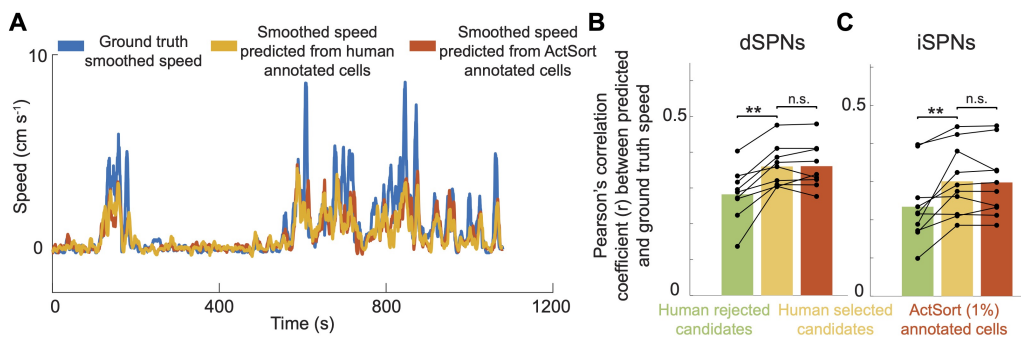 A
10
Speed (cm s⁻¹)
0
Ground truth
smoothed speed
Smoothed speed
predicted from human
annotated cells
Smoothed speed
predicted from ActSort
annotated cells
0
400
800
1200
Time (s)
B
dSPNs
Pearson's correlation
coefficient (r) between predicted
and ground truth speed
0.5
0
**
n.s.
C
iSPNs
0.5
0
**
n.s.
Human rejected
candidates
Human selected
candidates
ActSort (1%)
annotated cells